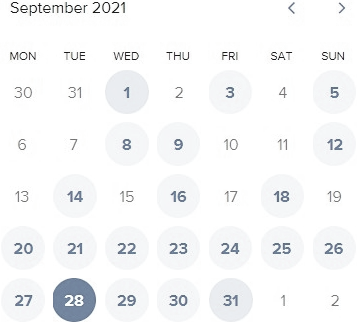 September 2021
MON TUE WED THU FRI SAT SUN
30 31 1 2 3 4 5
6 7 8 9 10 11 12
13 14 15 16 17 18 19
20 21 22 23 24 25 26
27 28 29 30 31 1 2